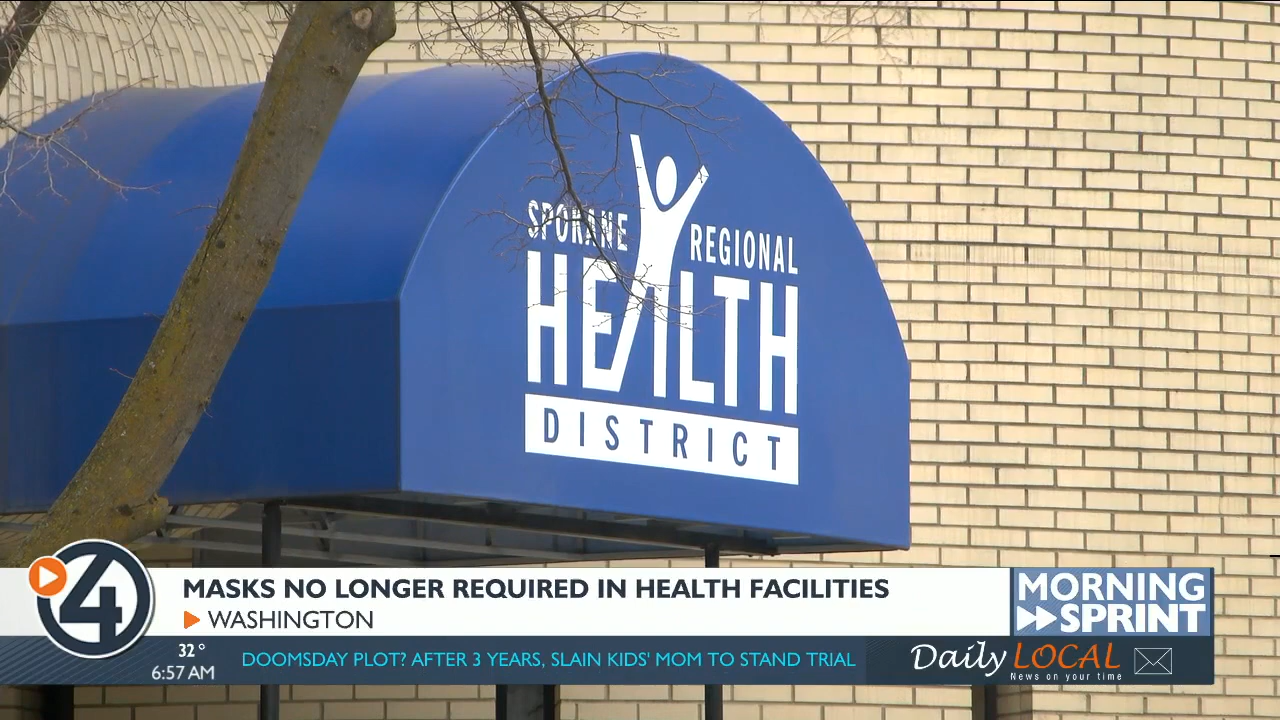 SPOKANE REGIONAL
HEALTH
DISTRICT
4
MASKS NO LONGER REQUIRED IN HEALTH FACILITIES
WASHINGTON
MORNING
SPRINT
32°
6:57 AM
DOOMSDAY PLOT? AFTER 3 YEARS, SLAIN KIDS' MOM TO STAND TRIAL
Daily LOCAL
News on your time